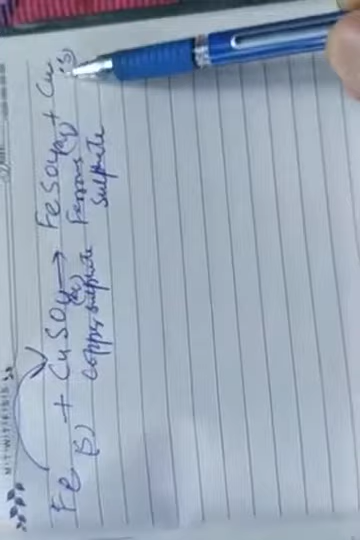 Fe + CuSO4 → FeSO4 + Cu
(s) (aq) (aq) (s)
copper sulphate Ferrous
sulphate